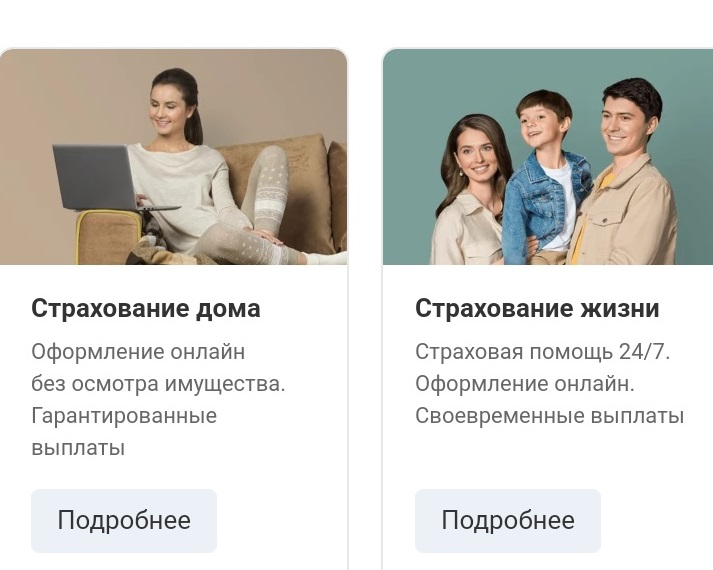 Страхование дома
Оформление онлайн
без осмотра имущества.
Гарантированные
выплаты
Подробнее
Страхование жизни
Страховая помощь 24/7.
Оформление онлайн.
Своевременные выплаты
Подробнее